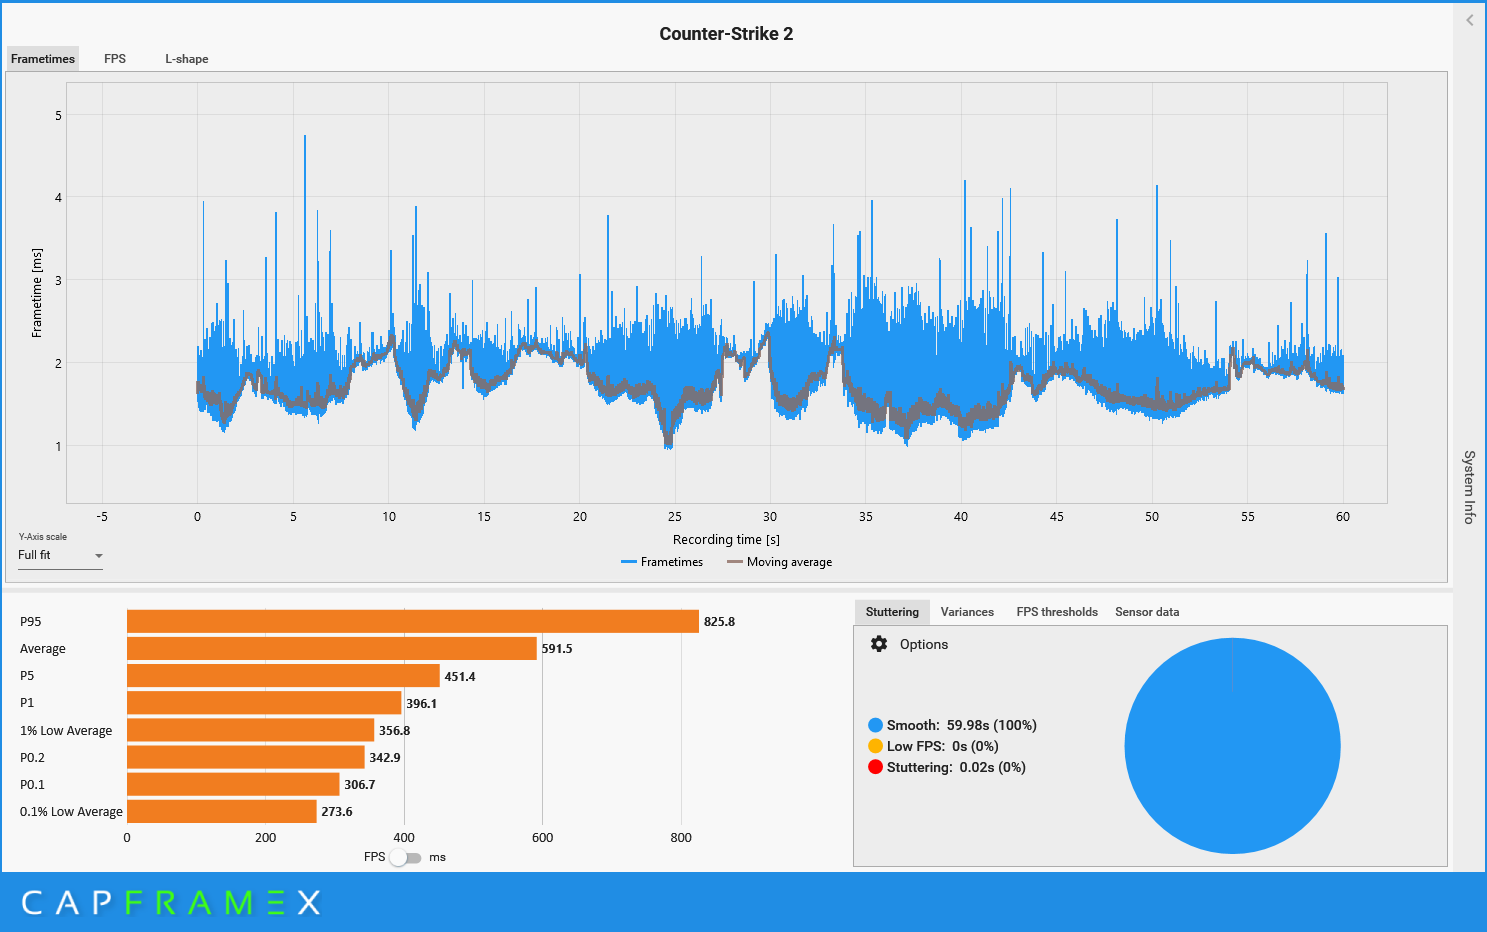 Counter-Strike 2
Frametimes FPS L-shape
5
4
3
2
1
Frametime [ms]
-5 0 5 10 15 20 25 30 35 40 45 50 55 60
Recording time [s]
Frametimes Moving average
Y-Axis scale
Full fit
System Info
P95 825.8
Average 591.5
P5 451.4
P1 396.1
1% Low Average 356.8
P0.2 342.9
P0.1 306.7
0.1% Low Average 273.6
0 200 400 600 800
FPS ms
Stuttering Variances FPS thresholds Sensor data
Options
Smooth: 59.98s (100%)
Low FPS: 0s (0%)
Stuttering: 0.02s (0%)
CAPFRAMEX